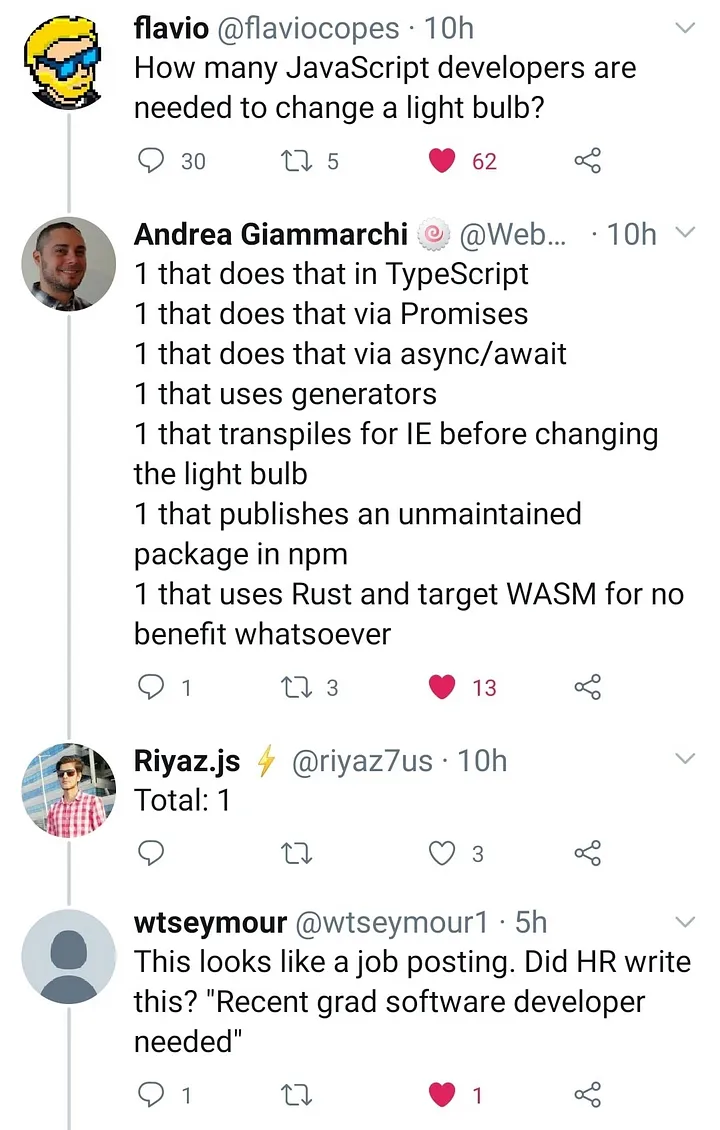 flavio @flaviocopes · 10h
How many JavaScript developers are
needed to change a light bulb?
30 5 62
Andrea Giammarchi 🍥 @Web… · 10h
1 that does that in TypeScript
1 that does that via Promises
1 that does that via async/await
1 that uses generators
1 that transpiles for IE before changing
the light bulb
1 that publishes an unmaintained
package in npm
1 that uses Rust and target WASM for no
benefit whatsoever
1 3 13
Riyaz.js ⚡ @riyaz7us · 10h
Total: 1
3
wtseymour @wtseymour1 · 5h
This looks like a job posting. Did HR write
this? "Recent grad software developer
needed"
1 1